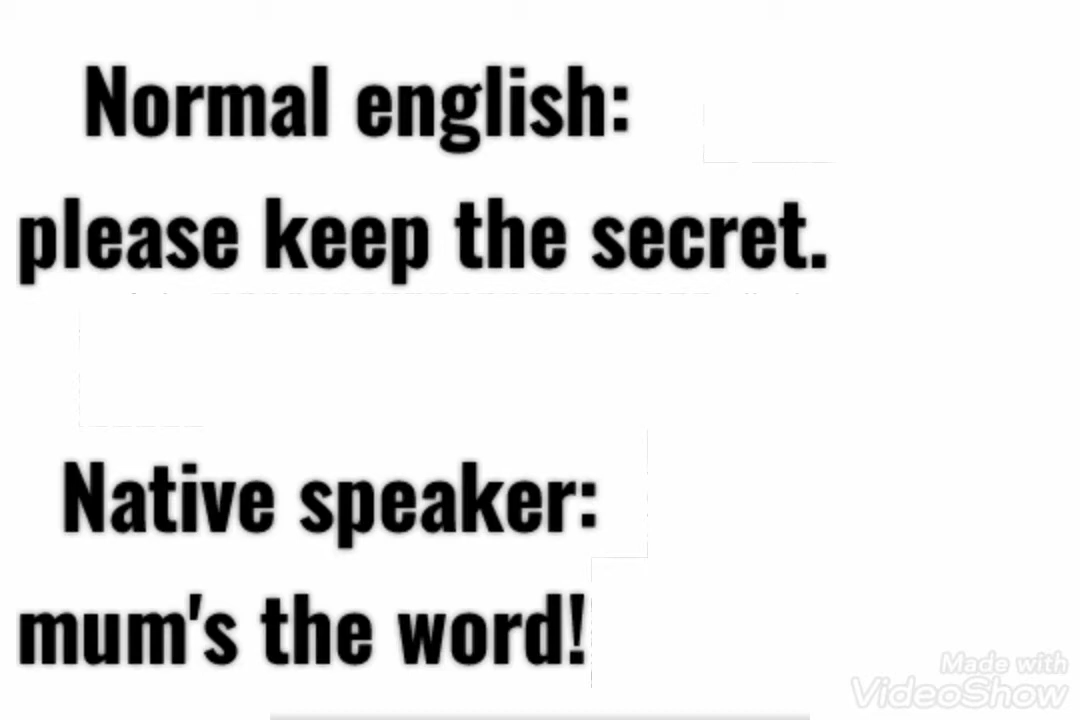 Normal english:
please keep the secret.
Native speaker:
mum's the word!
Made with
VideoShow